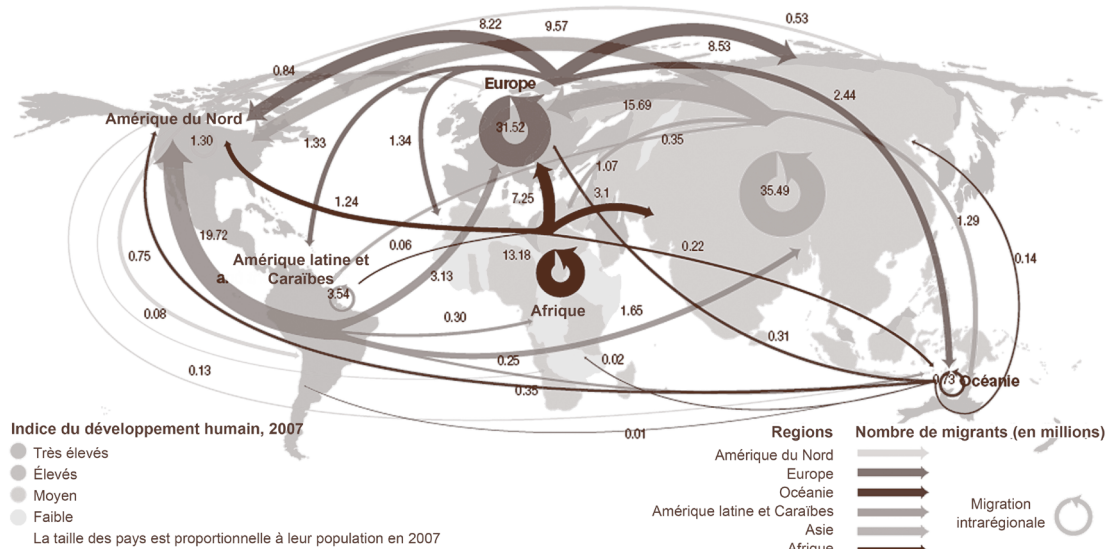 0.53
8.22
9.57
8.53
0.84
Europe
2.44
15.69
Amérique du Nord
31.52
1.30
1.33
1.34
0.35
1.07
35.49
7.25
3.1
1.24
1.29
19.72
0.06
0.22
0.75
Amérique latine et
Caraïbes
13.18
0.14
a.
3.13
3.54
Afrique
1.65
0.08
0.30
0.31
0.25
0.02
0.13
0.35
0.73 Océanie
0.01
Indice du développement humain, 2007
Très élevés
Élevés
Moyen
Faible
La taille des pays est proportionnelle à leur population en 2007
Regions
Nombre de migrants (en millions)
Amérique du Nord
Europe
Océanie
Amérique latine et Caraïbes
Asie
Afrique
Migration
intrarégionale